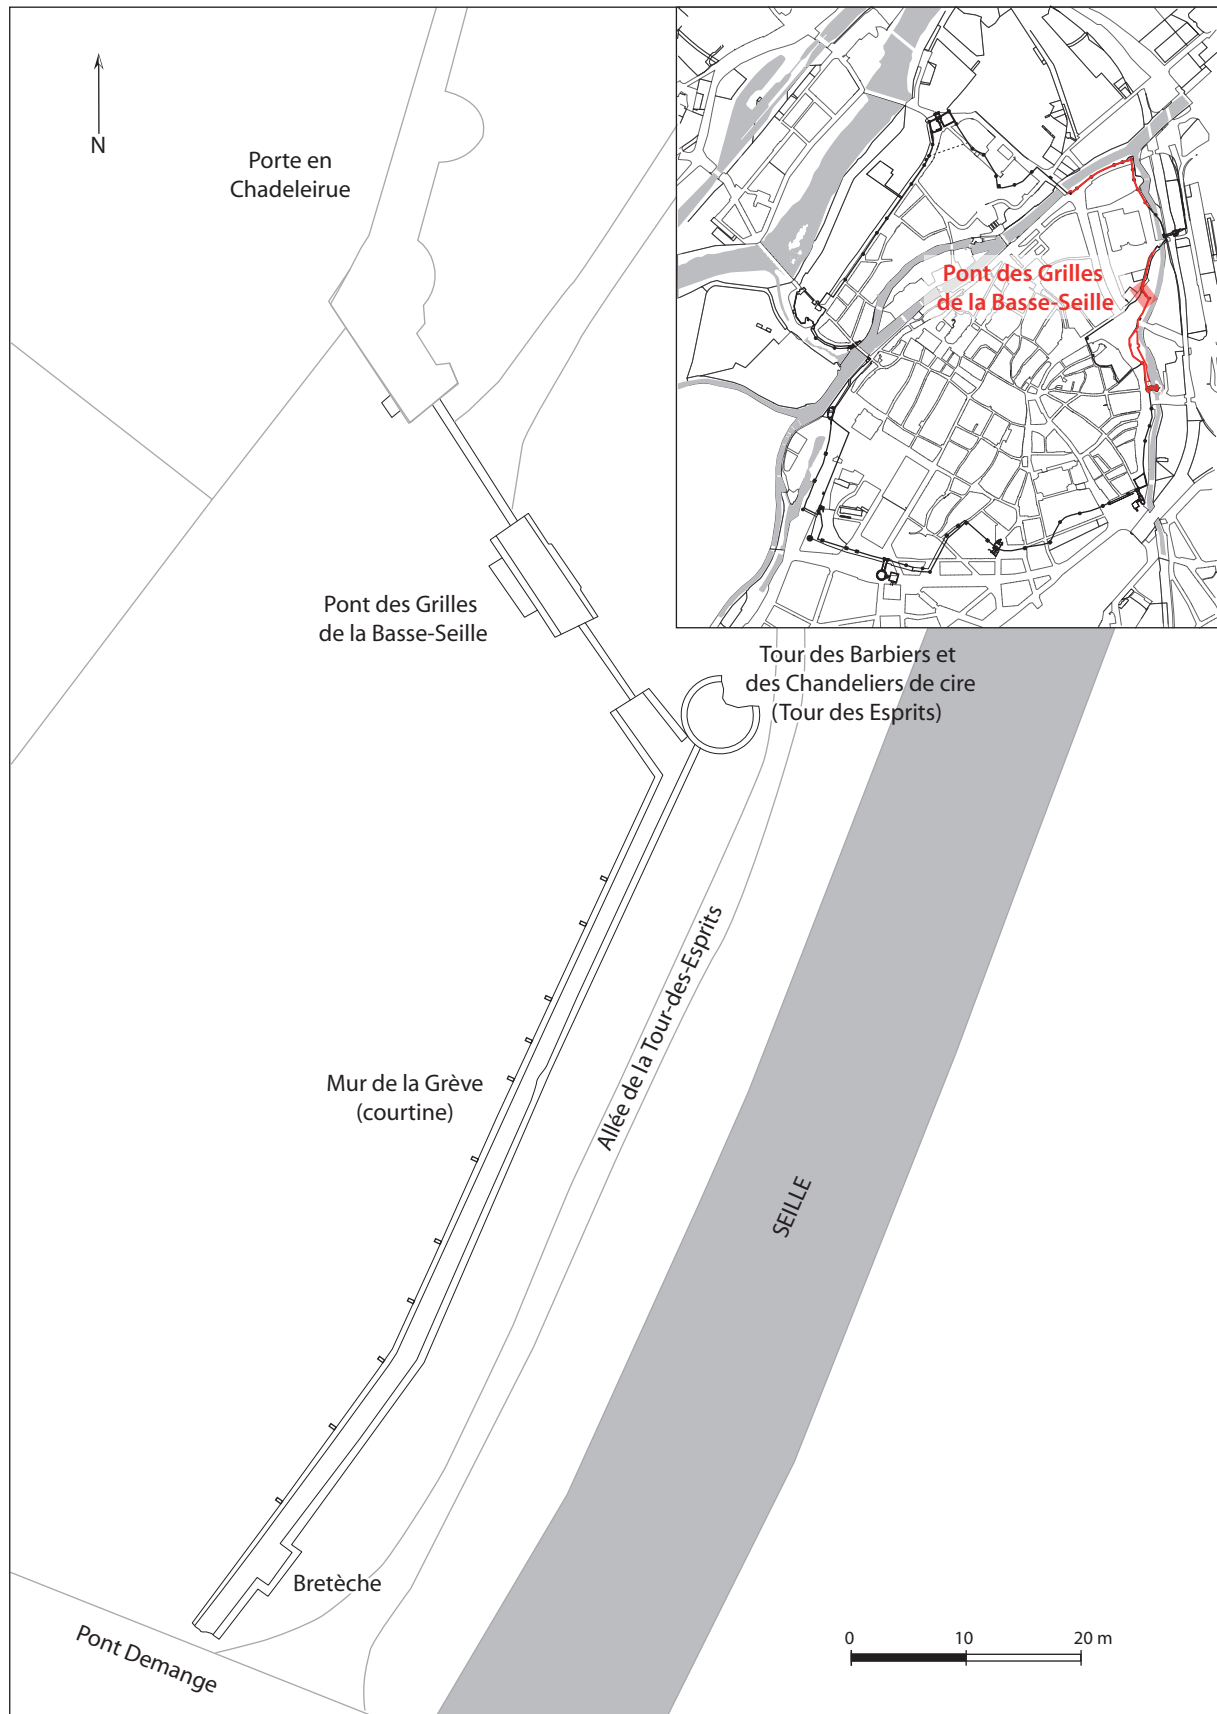 N
Porte en
Chadeleirue
Pont des Grilles
de la Basse-Seille
Pont des Grilles
de la Basse-Seille
Tour des Barbiers et
des Chandeliers de cire
(Tour des Esprits)
Allée de la Tour-des-Esprits
Mur de la Grève
(courtine)
SEILLE
Bretèche
Pont Demange
0 10 20 m